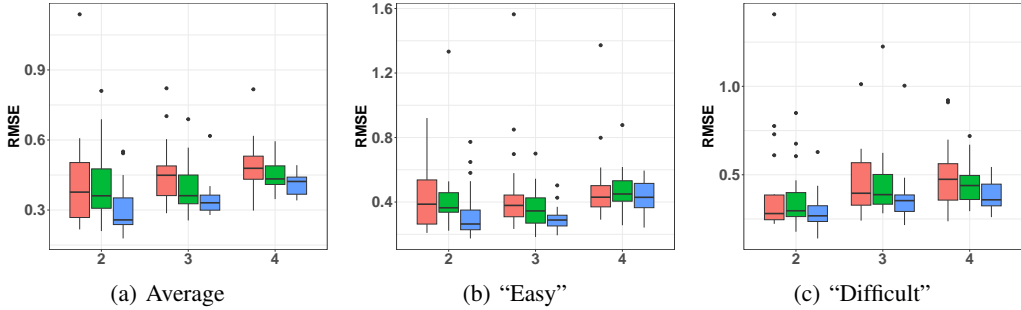 RMSE
0.9
0.6
0.3
2 3 4
(a) Average
RMSE
1.6
1.2
0.8
0.4
2 3 4
(b) “Easy”
RMSE
1.0
0.5
2 3 4
(c) “Difficult”